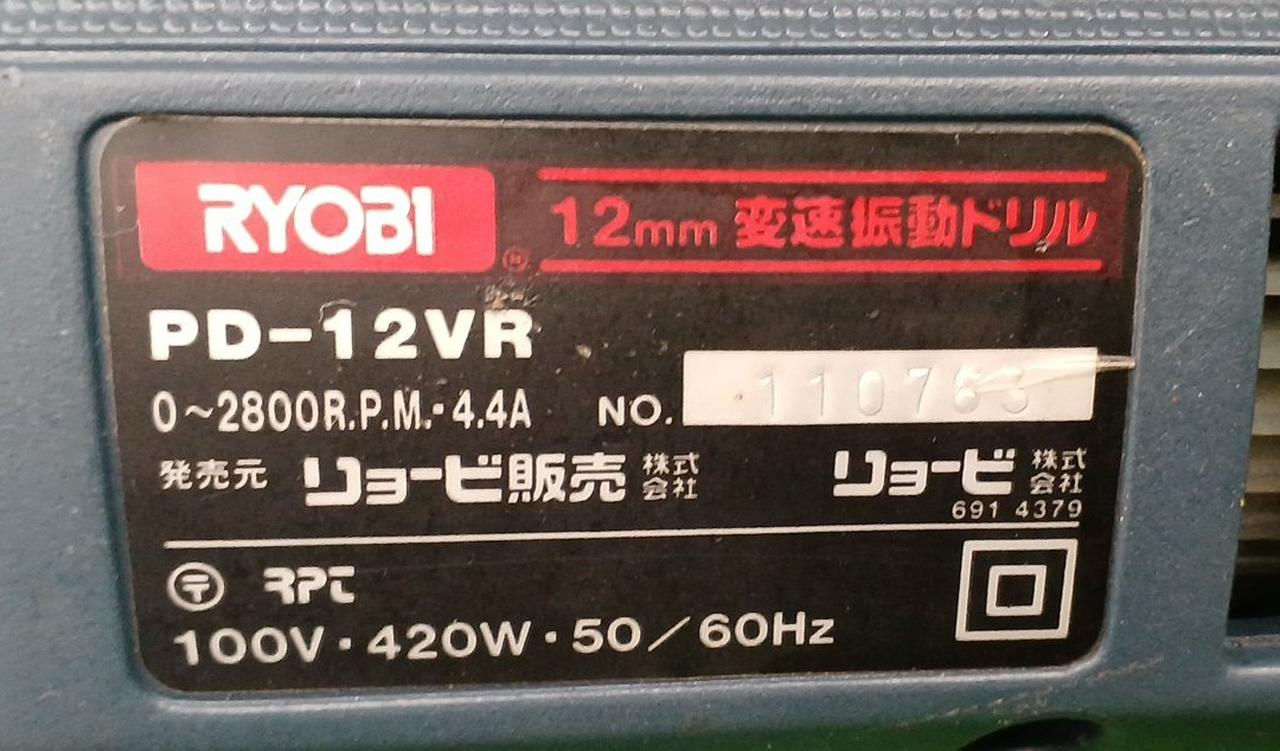 RYOBI ®
12mm 変速振動ドリル
PD-12VR
0～2800R.P.M.・4.4A NO.
発売元 リョービ販売 株式会社 リョービ 株式会社
691 4379
〒 RPT
100V・420W・50／60Hz